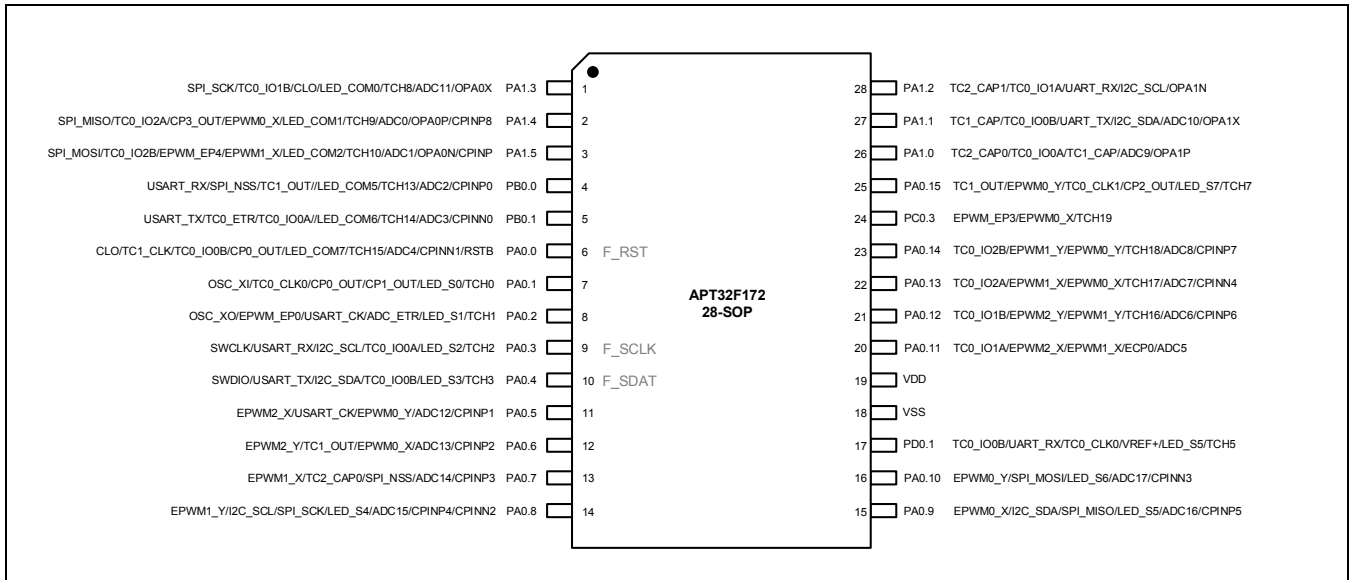 SPI_SCK/TC0_IO1B/CLO/LED_COM0/TCH8/ADC11/OPA0X PA1.3 1
SPI_MISO/TC0_IO2A/CP3_OUT/EPWM0_X/LED_COM1/TCH9/ADC0/OPA0P/CPINP8 PA1.4 2
SPI_MOSI/TC0_IO2B/EPWM_EP4/EPWM1_X/LED_COM2/TCH10/ADC1/OPA0N/CPINP PA1.5 3
USART_RX/SPI_NSS/TC1_OUT//LED_COM5/TCH13/ADC2/CPINP0 PB0.0 4
USART_TX/TC0_ETR/TC0_IO0A//LED_COM6/TCH14/ADC3/CPINN0 PB0.1 5
CLO/TC1_CLK/TC0_IO0B/CP0_OUT/LED_COM7/TCH15/ADC4/CPINN1/RSTB PA0.0 6 F_RST
OSC_XI/TC0_CLK0/CP0_OUT/CP1_OUT/LED_S0/TCH0 PA0.1 7
OSC_XO/EPWM_EP0/USART_CK/ADC_ETR/LED_S1/TCH1 PA0.2 8
SWCLK/USART_RX/I2C_SCL/TC0_IO0A/LED_S2/TCH2 PA0.3 9 F_SCLK
SWDIO/USART_TX/I2C_SDA/TC0_IO0B/LED_S3/TCH3 PA0.4 10 F_SDAT
EPWM2_X/USART_CK/EPWM0_Y/ADC12/CPINP1 PA0.5 11
EPWM2_Y/TC1_OUT/EPWM0_X/ADC13/CPINP2 PA0.6 12
EPWM1_X/TC2_CAP0/SPI_NSS/ADC14/CPINP3 PA0.7 13
EPWM1_Y/I2C_SCL/SPI_SCK/LED_S4/ADC15/CPINP4/CPINN2 PA0.8 14
APT32F172
28-SOP
28 PA1.2 TC2_CAP1/TC0_IO1A/UART_RX/I2C_SCL/OPA1N
27 PA1.1 TC1_CAP/TC0_IO0B/UART_TX/I2C_SDA/ADC10/OPA1X
26 PA1.0 TC2_CAP0/TC0_IO0A/TC1_CAP/ADC9/OPA1P
25 PA0.15 TC1_OUT/EPWM0_Y/TC0_CLK1/CP2_OUT/LED_S7/TCH7
24 PC0.3 EPWM_EP3/EPWM0_X/TCH19
23 PA0.14 TC0_IO2B/EPWM1_Y/EPWM0_Y/TCH18/ADC8/CPINP7
22 PA0.13 TC0_IO2A/EPWM1_X/EPWM0_X/TCH17/ADC7/CPINN4
21 PA0.12 TC0_IO1B/EPWM2_Y/EPWM1_Y/TCH16/ADC6/CPINP6
20 PA0.11 TC0_IO1A/EPWM2_X/EPWM1_X/ECP0/ADC5
19 VDD
18 VSS
17 PD0.1 TC0_IO0B/UART_RX/TC0_CLK0/VREF+/LED_S5/TCH5
16 PA0.10 EPWM0_Y/SPI_MOSI/LED_S6/ADC17/CPINN3
15 PA0.9 EPWM0_X/I2C_SDA/SPI_MISO/LED_S5/ADC16/CPINP5